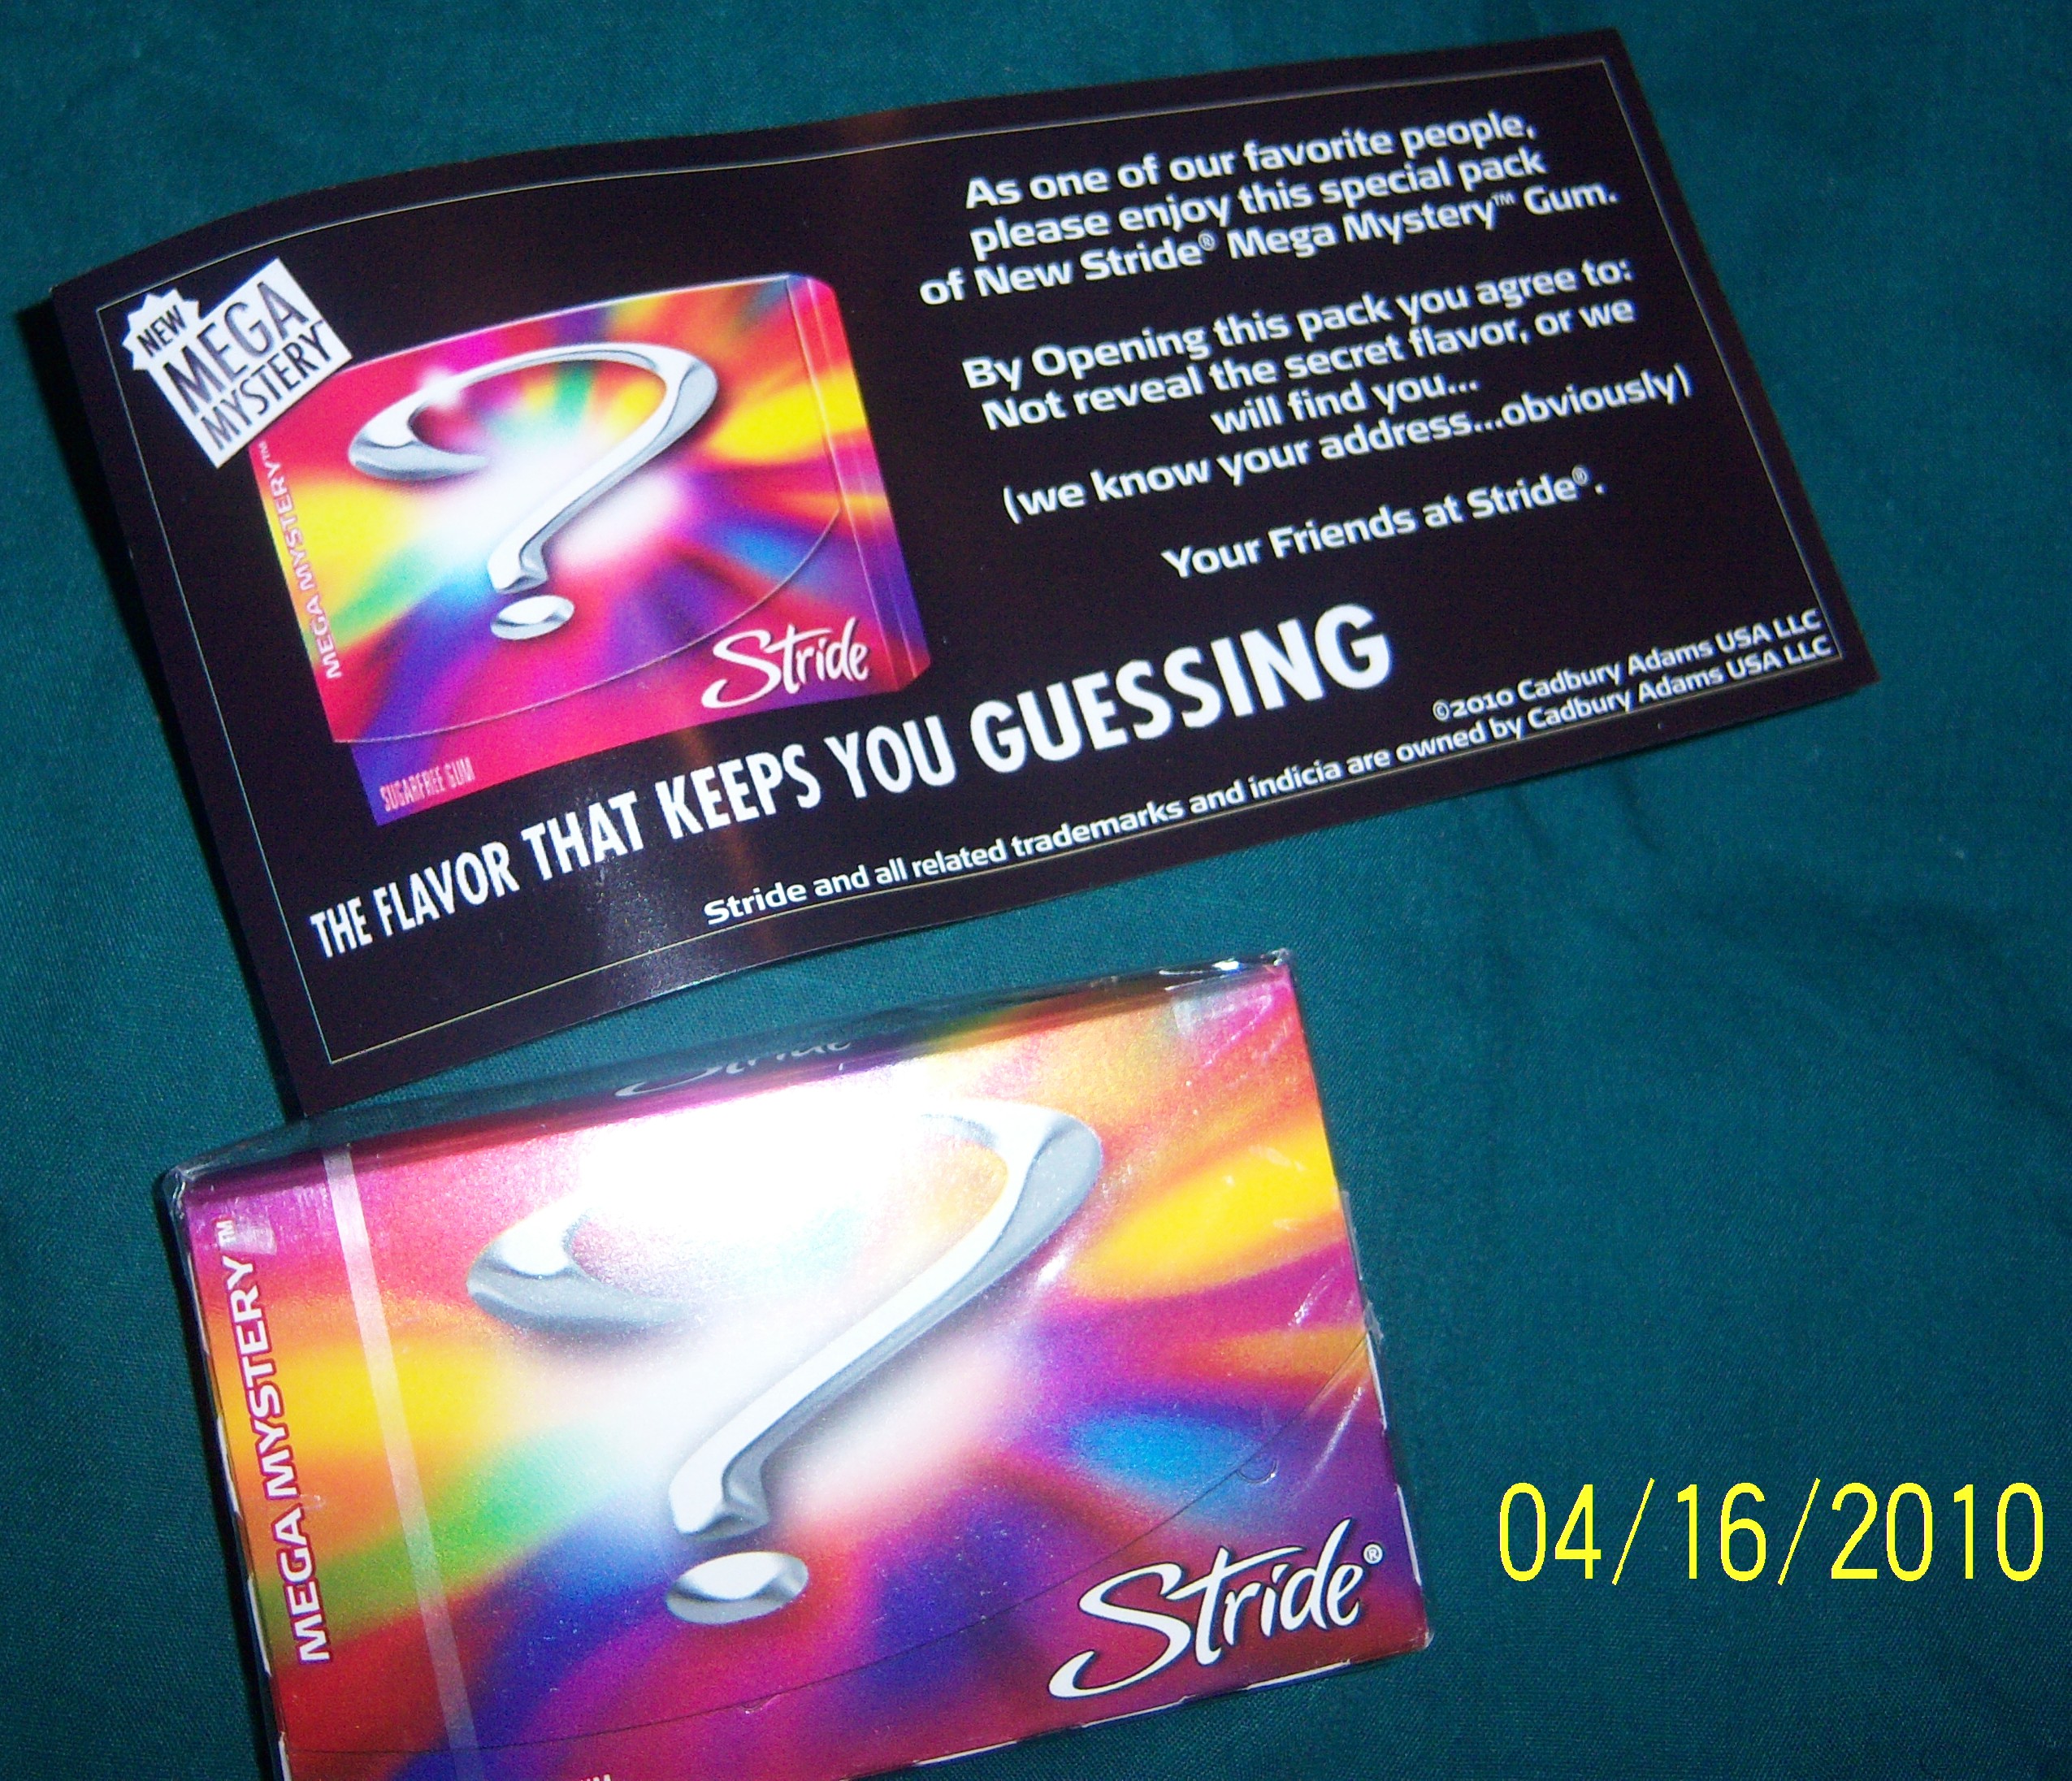 As one of our favorite people,
please enjoy this special pack
of New Stride® Mega Mystery™ Gum.
By Opening this pack you agree to:
Not reveal the secret flavor, or we
will find you...
(we know your address...obviously)
Your Friends at Stride®.
NEW
MEGA
MYSTERY
MEGA MYSTERY™
Stride
SUGARFREE GUM
THE FLAVOR THAT KEEPS YOU GUESSING
©2010 Cadbury Adams USA LLC
Stride and all related trademarks and indicia are owned by Cadbury Adams USA LLC
Stride
MEGA MYSTERY™
Stride®
04/16/2010